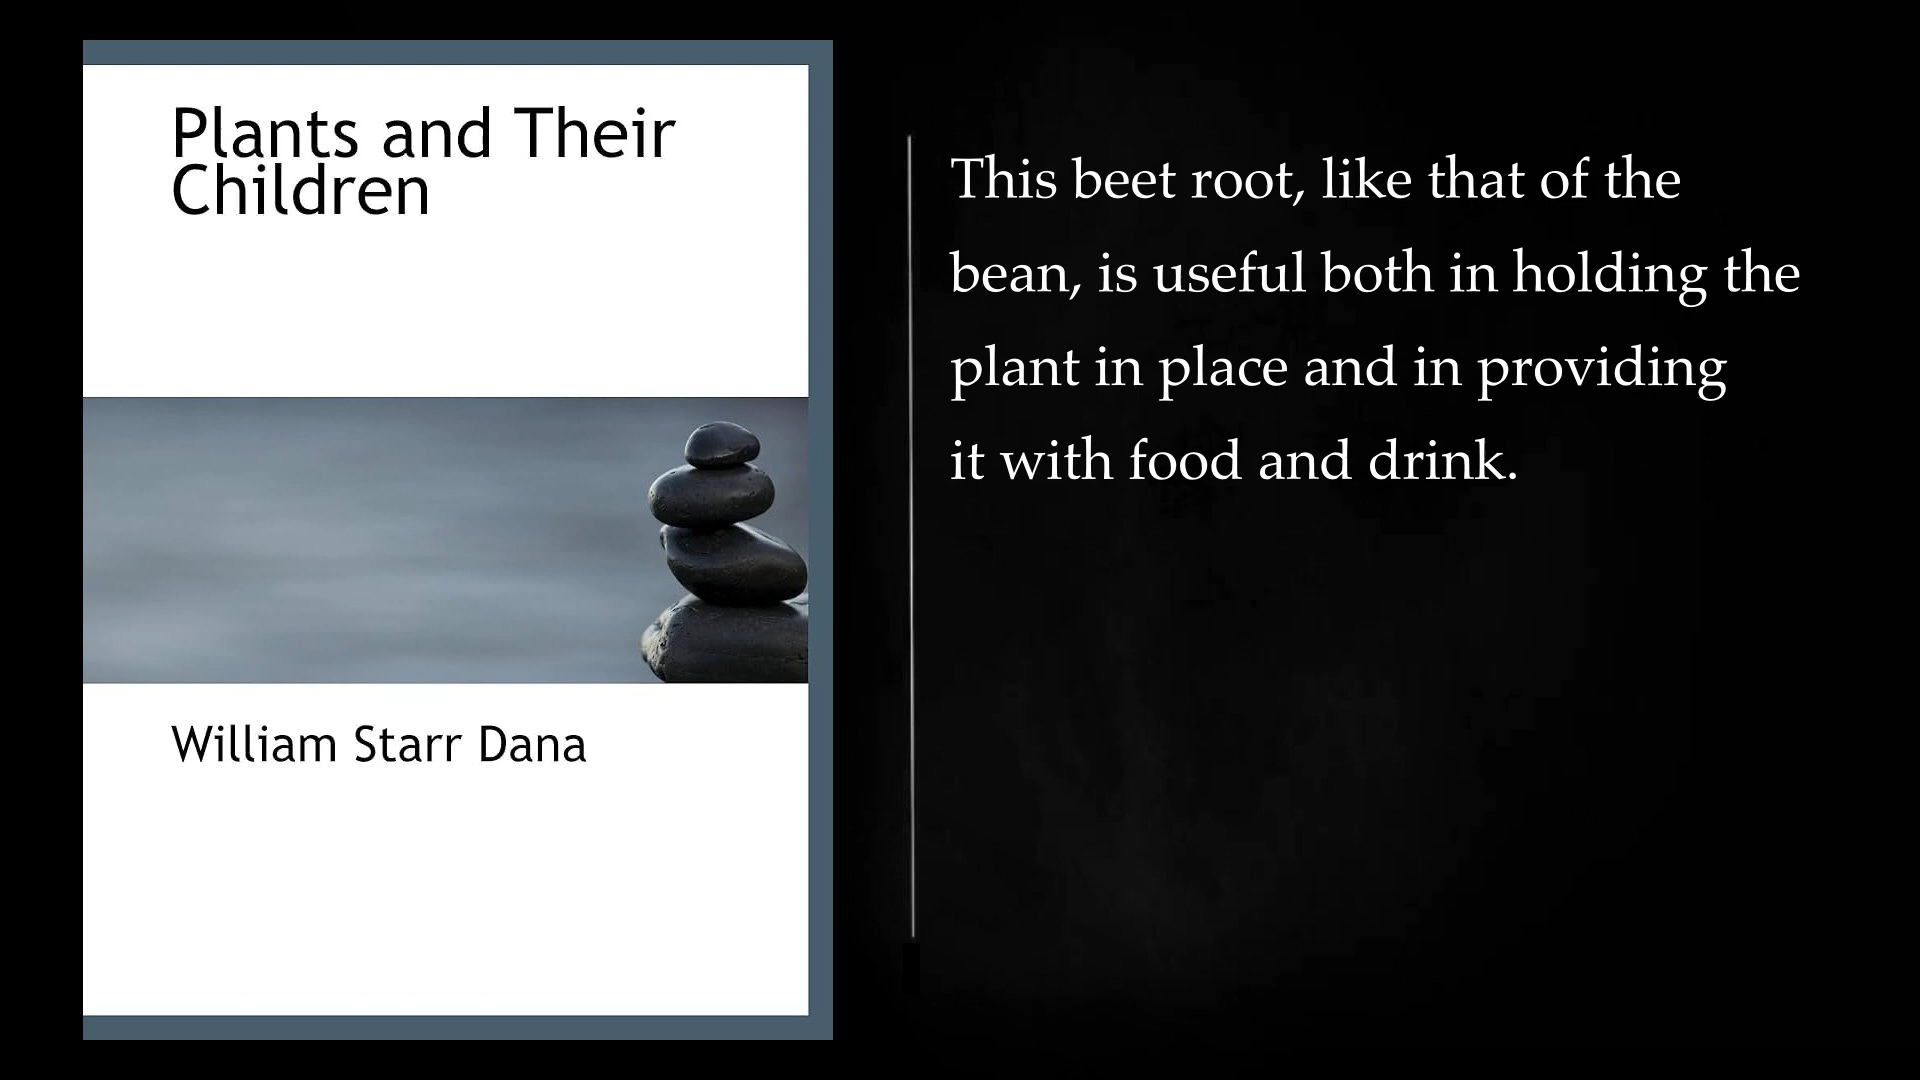 Plants and Their
Children
William Starr Dana
This beet root, like that of the
bean, is useful both in holding the
plant in place and in providing
it with food and drink.